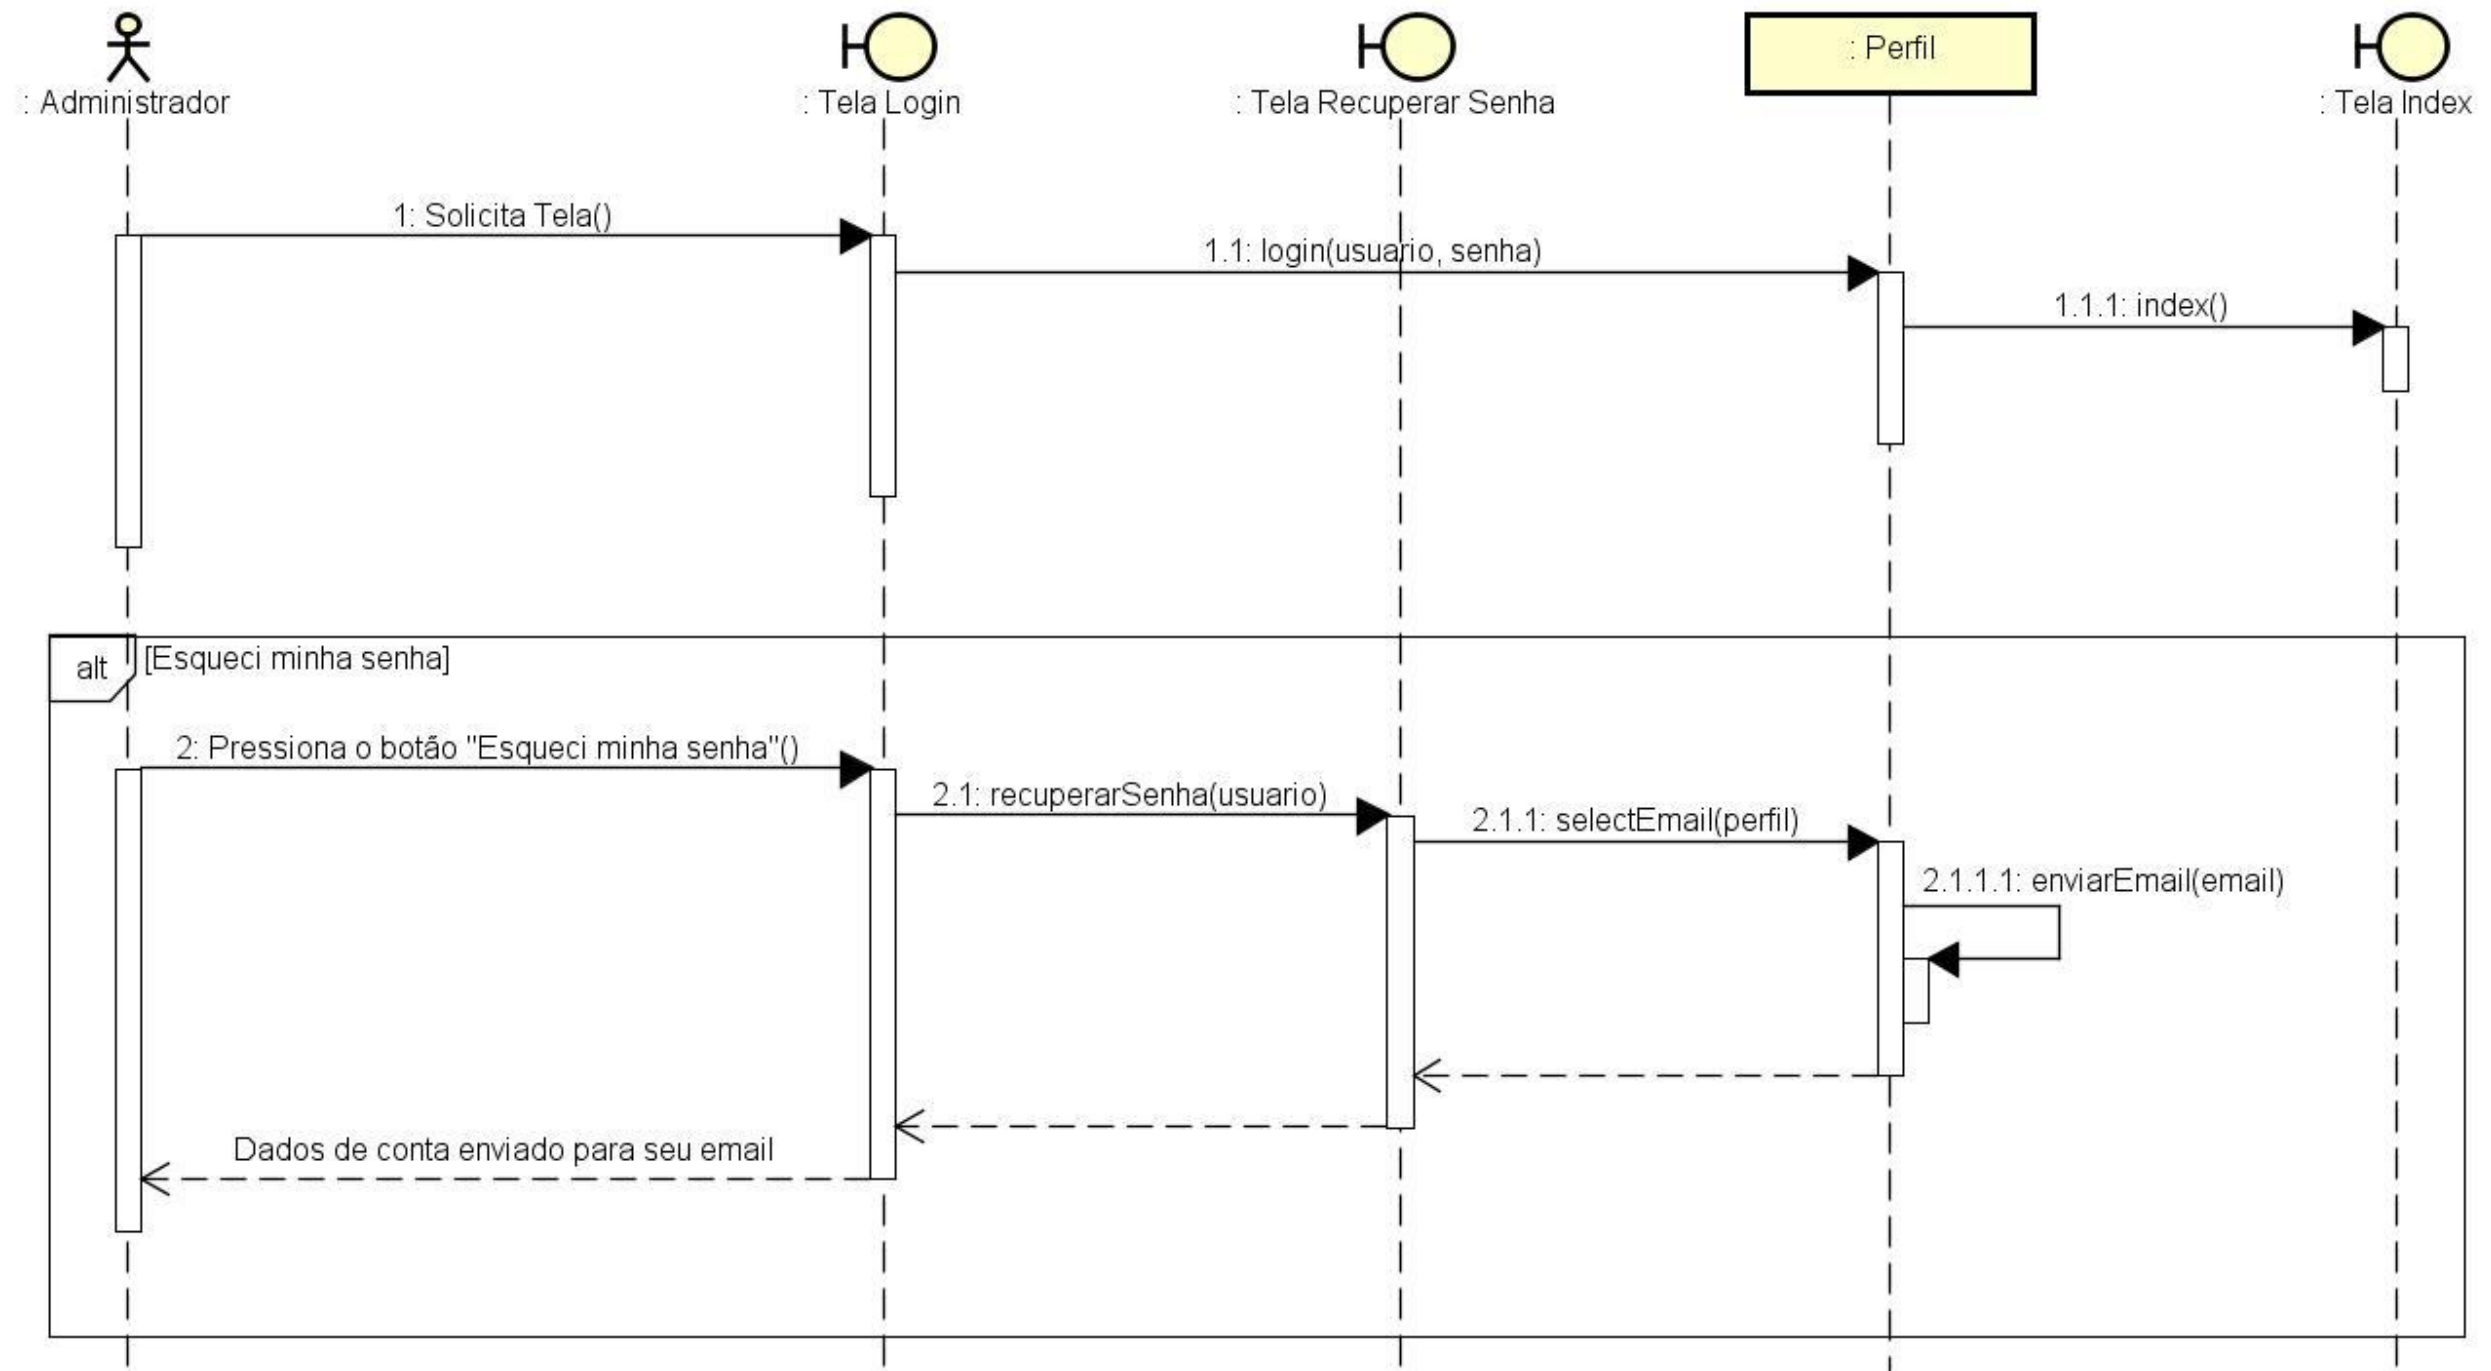 : Administrador
: Tela Login
: Tela Recuperar Senha
: Perfil
: Tela Index
1: Solicita Tela()
1.1: login(usuario, senha)
1.1.1: index()
alt
[Esqueci minha senha]
2: Pressiona o botão "Esqueci minha senha"()
2.1: recuperarSenha(usuario)
2.1.1: selectEmail(perfil)
2.1.1.1: enviarEmail(email)
Dados de conta enviado para seu email